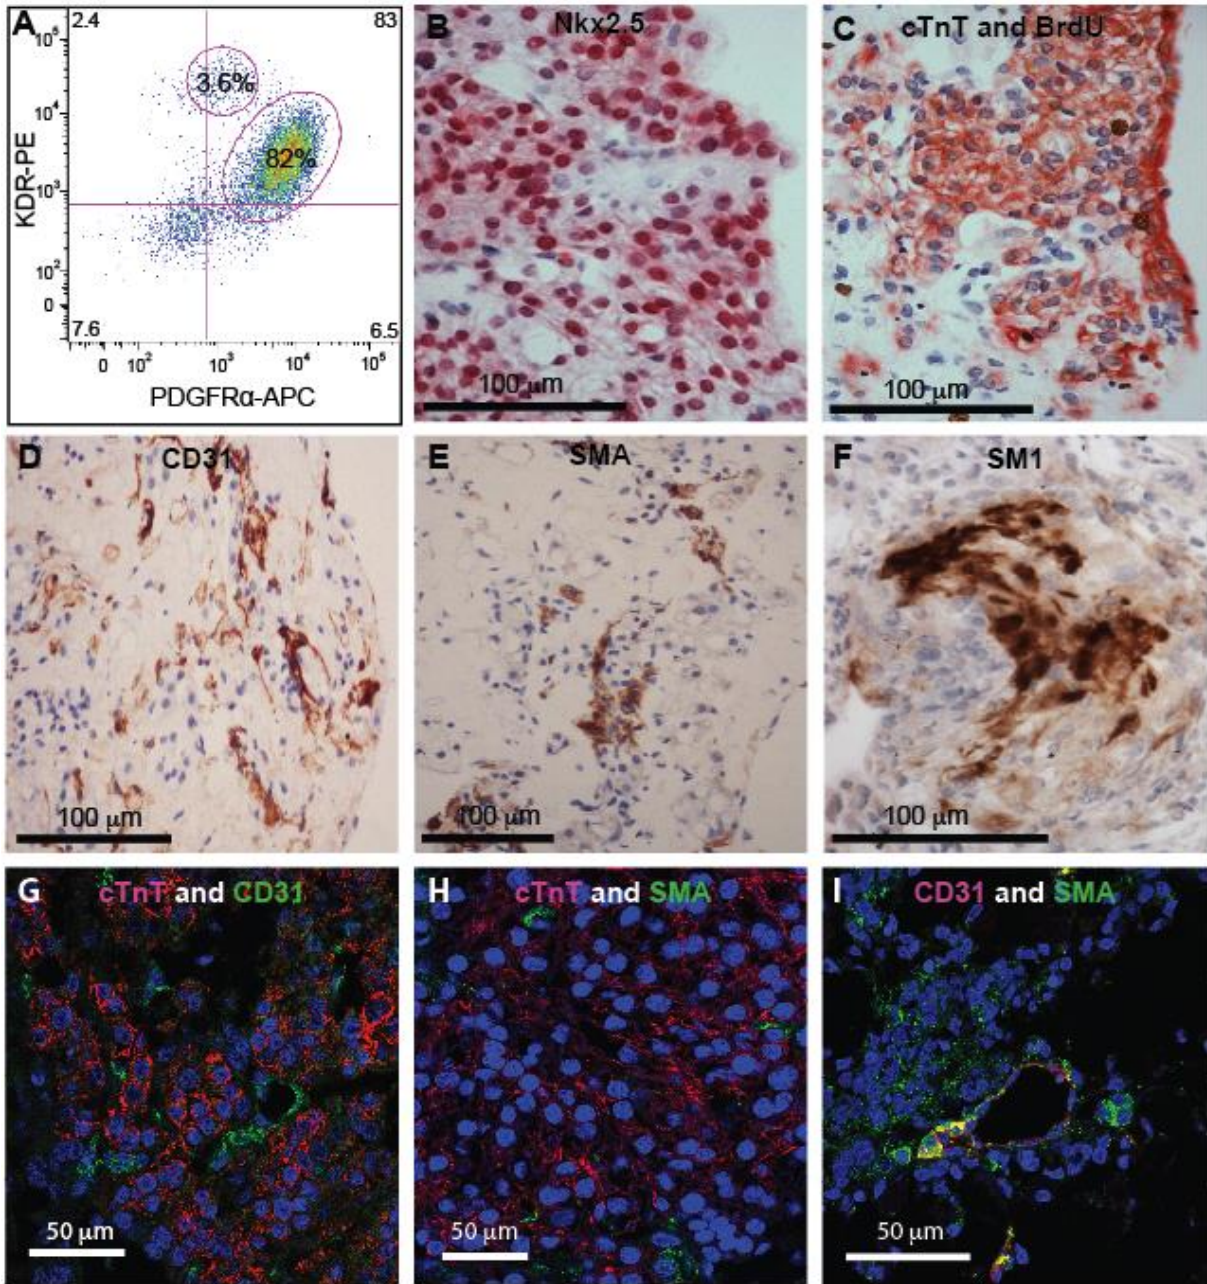 A
2.4 83
10⁵
10⁴
10³
10²
0
3.6%
82%
KDR-PE
7.6 6.5
0 10² 10³ 10⁴ 10⁵
PDGFRα-APC
B Nkx2.5
100 µm
C cTnT and BrdU
100 µm
D CD31
100 µm
E SMA
100 µm
F SM1
100 µm
G cTnT and CD31
50 µm
H cTnT and SMA
50 µm
I CD31 and SMA
50 µm